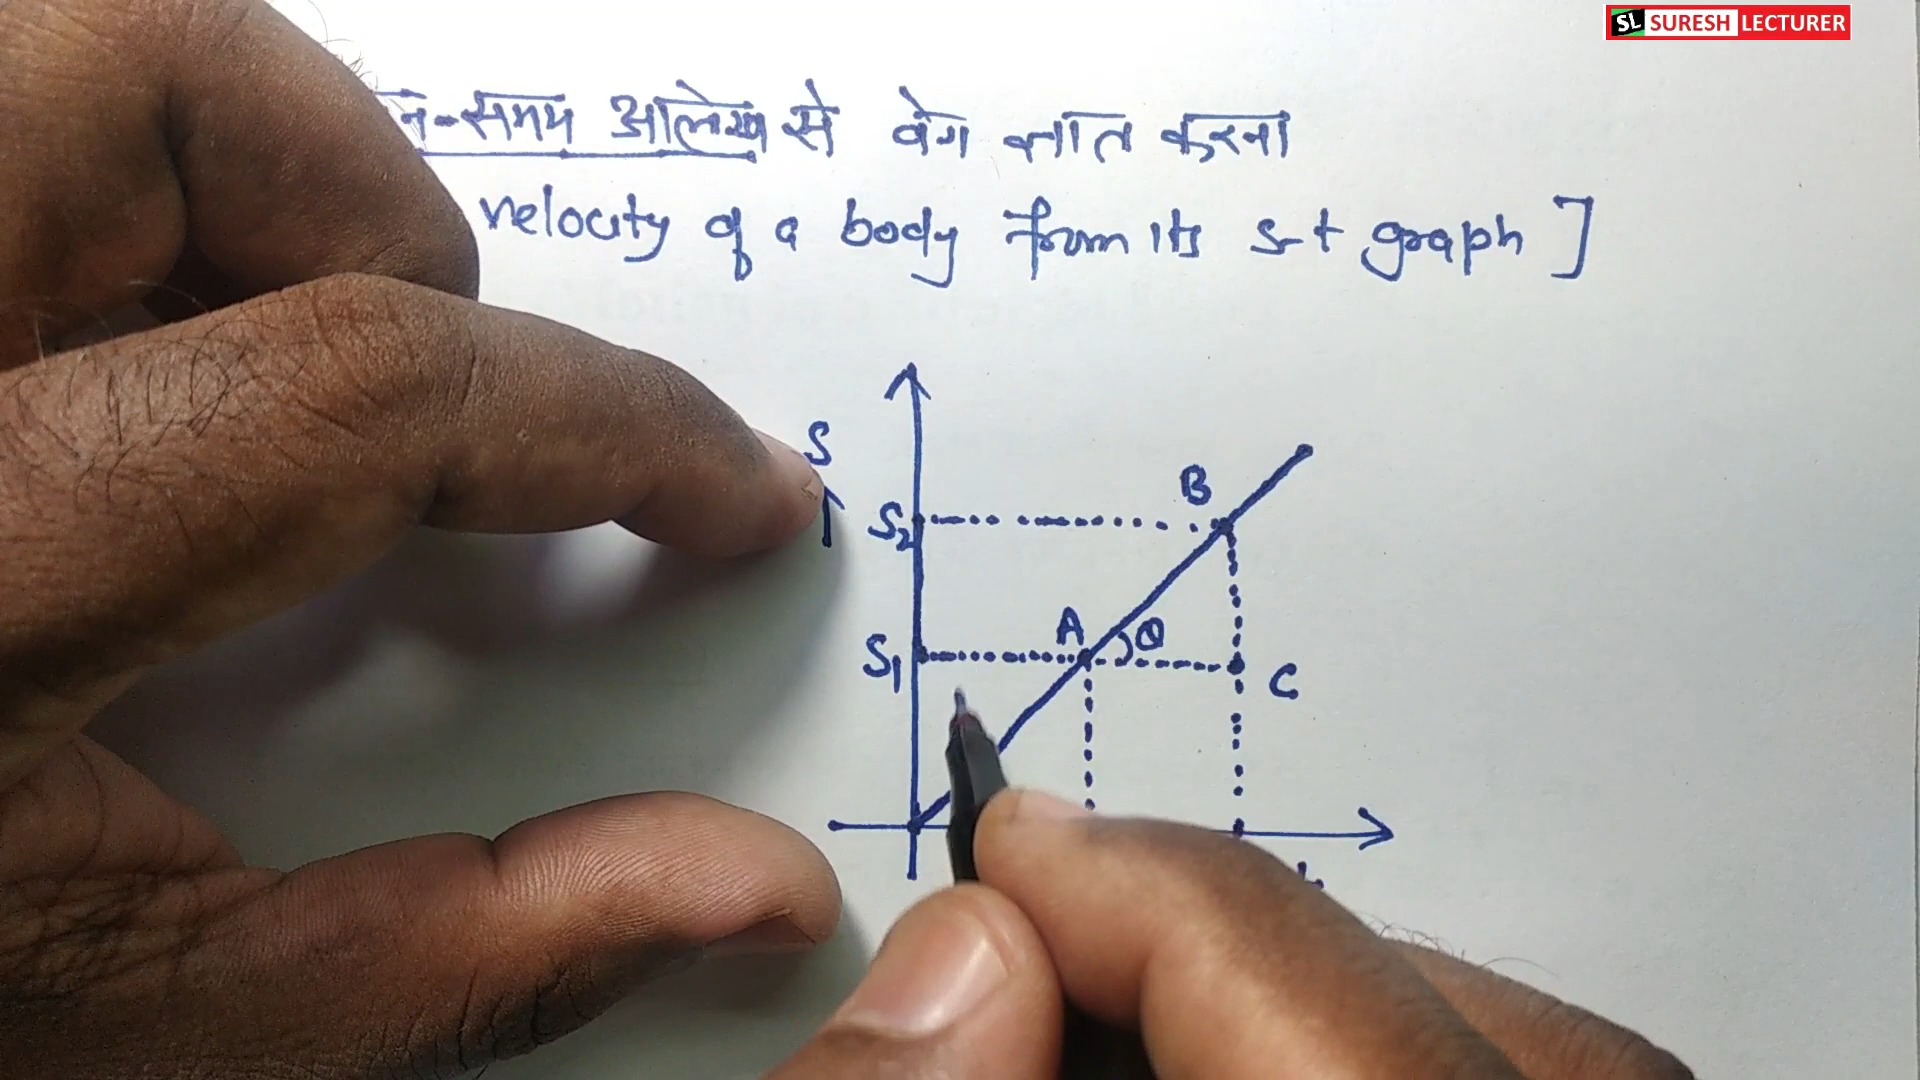 SL SURESH LECTURER
न-समय आलेख से वेग ज्ञात करना
velocity of a body from its s-t graph ]
S
B
S2
A θ
S1
C